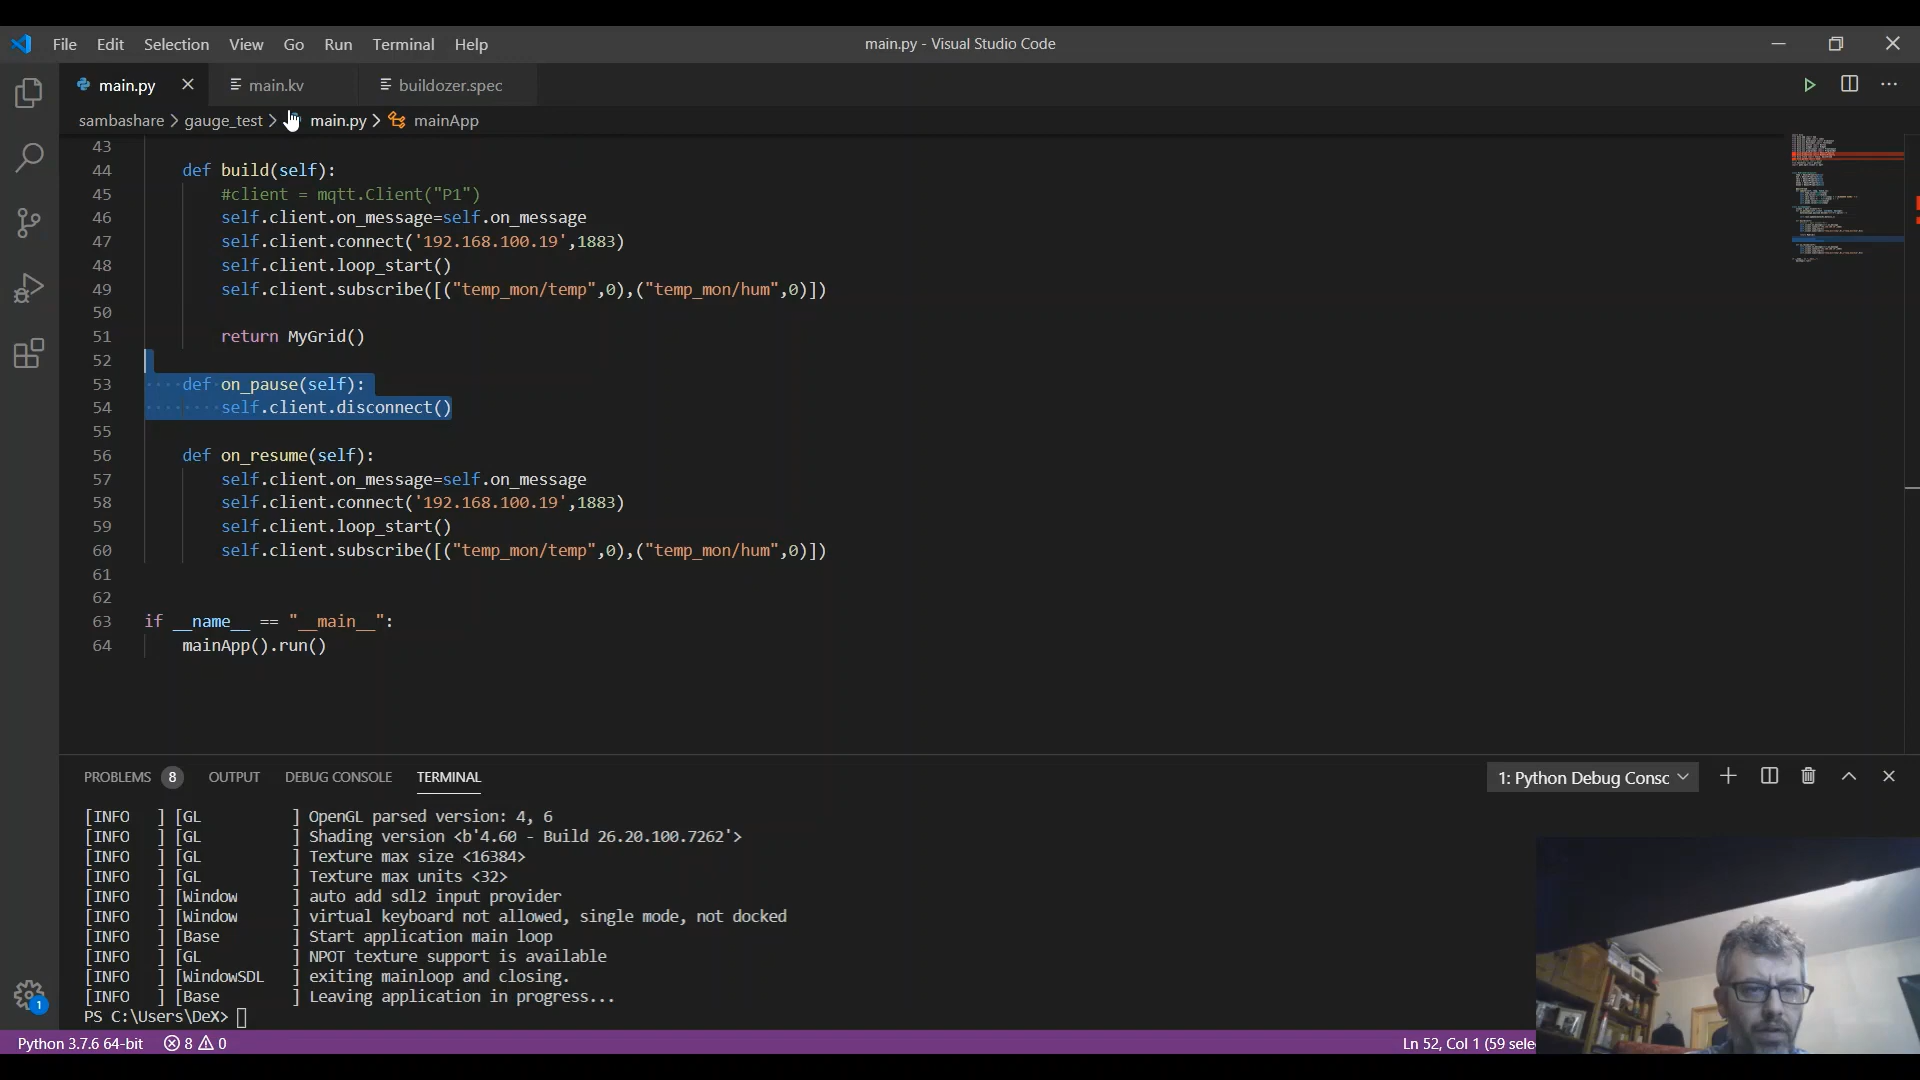 File Edit Selection View Go Run Terminal Help
main.py - Visual Studio Code
main.py main.kv buildozer.spec
sambashare > gauge_test > main.py > mainApp
43
44 def build(self):
45 #client = mqtt.Client("P1")
46 self.client.on_message=self.on_message
47 self.client.connect('192.168.100.19',1883)
48 self.client.loop_start()
49 self.client.subscribe([("temp_mon/temp",0),("temp_mon/hum",0)])
50
51 return MyGrid()
52
53 def on_pause(self):
54 self.client.disconnect()
55
56 def on_resume(self):
57 self.client.on_message=self.on_message
58 self.client.connect('192.168.100.19',1883)
59 self.client.loop_start()
60 self.client.subscribe([("temp_mon/temp",0),("temp_mon/hum",0)])
61
62
63 if __name__ == "__main__":
64 mainApp().run()
PROBLEMS 8 OUTPUT DEBUG CONSOLE TERMINAL
1: Python Debug Consc
[INFO ] [GL ] OpenGL parsed version: 4, 6
[INFO ] [GL ] Shading version <b'4.60 - Build 26.20.100.7262'>
[INFO ] [GL ] Texture max size <16384>
[INFO ] [GL ] Texture max units <32>
[INFO ] [Window ] auto add sdl2 input provider
[INFO ] [Window ] virtual keyboard not allowed, single mode, not docked
[INFO ] [Base ] Start application main loop
[INFO ] [GL ] NPOT texture support is available
[INFO ] [WindowSDL ] exiting mainloop and closing.
[INFO ] [Base ] Leaving application in progress...
PS C:\Users\DeX>
1
Python 3.7.6 64-bit 8 0
Ln 52, Col 1 (59 sele